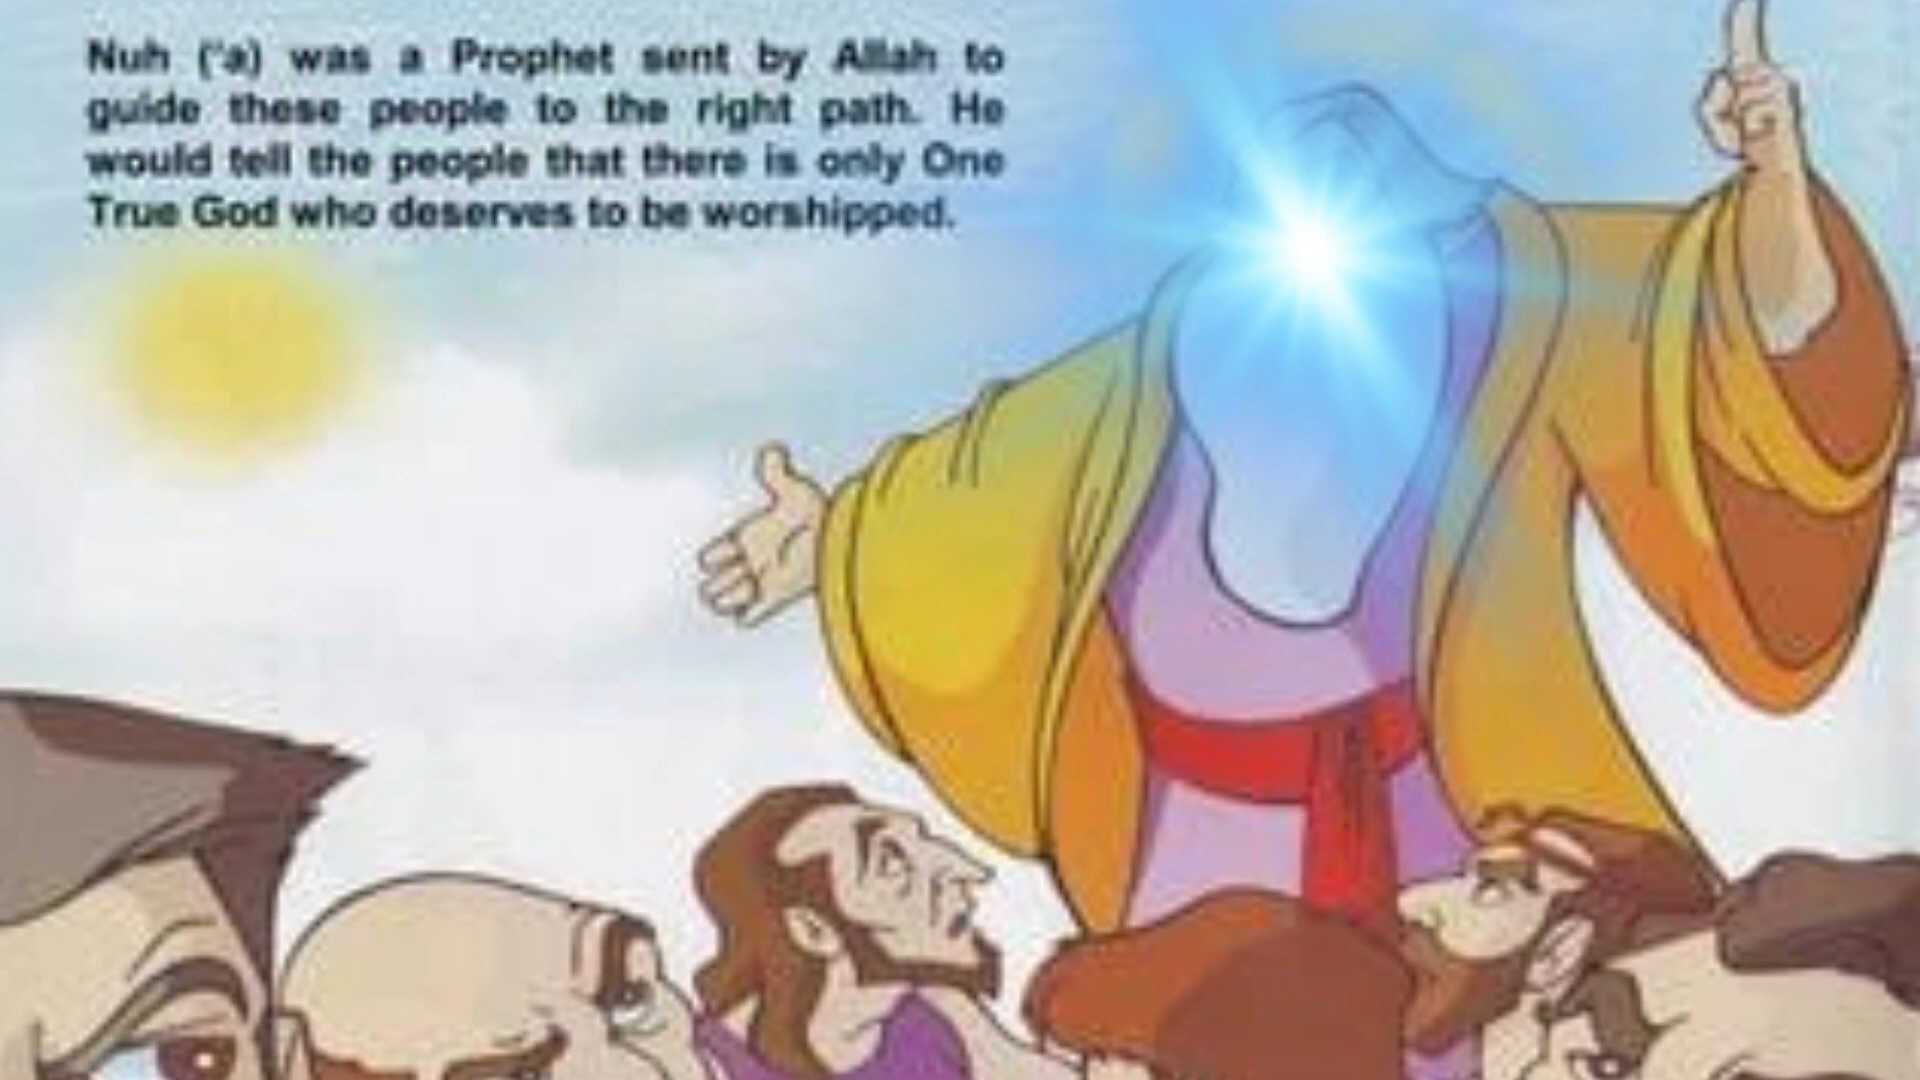 Nuh ('a) was a Prophet sent by Allah to
guide these people to the right path. He
would tell the people that there is only One
True God who deserves to be worshipped.